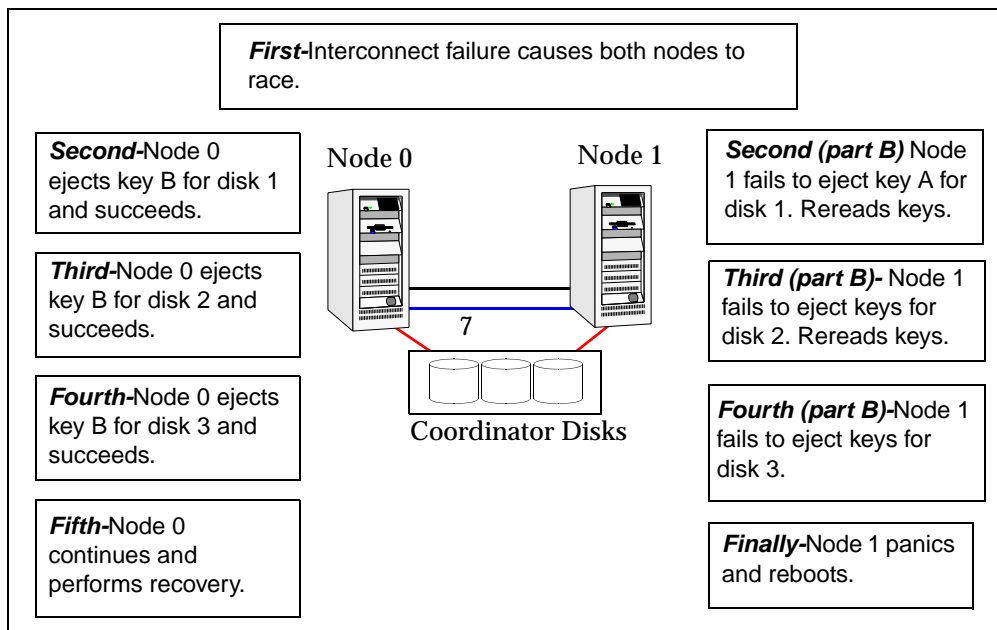 First-Interconnect failure causes both nodes to
race.
Second-Node 0
ejects key B for disk 1
and succeeds.
Node 0
Node 1
Second (part B) Node
1 fails to eject key A for
disk 1. Rereads keys.
Third-Node 0 ejects
key B for disk 2 and
succeeds.
7
Third (part B)- Node 1
fails to eject keys for
disk 2. Rereads keys.
Fourth-Node 0 ejects
key B for disk 3 and
succeeds.
Coordinator Disks
Fourth (part B)-Node 1
fails to eject keys for
disk 3.
Fifth-Node 0
continues and
performs recovery.
Finally-Node 1 panics
and reboots.